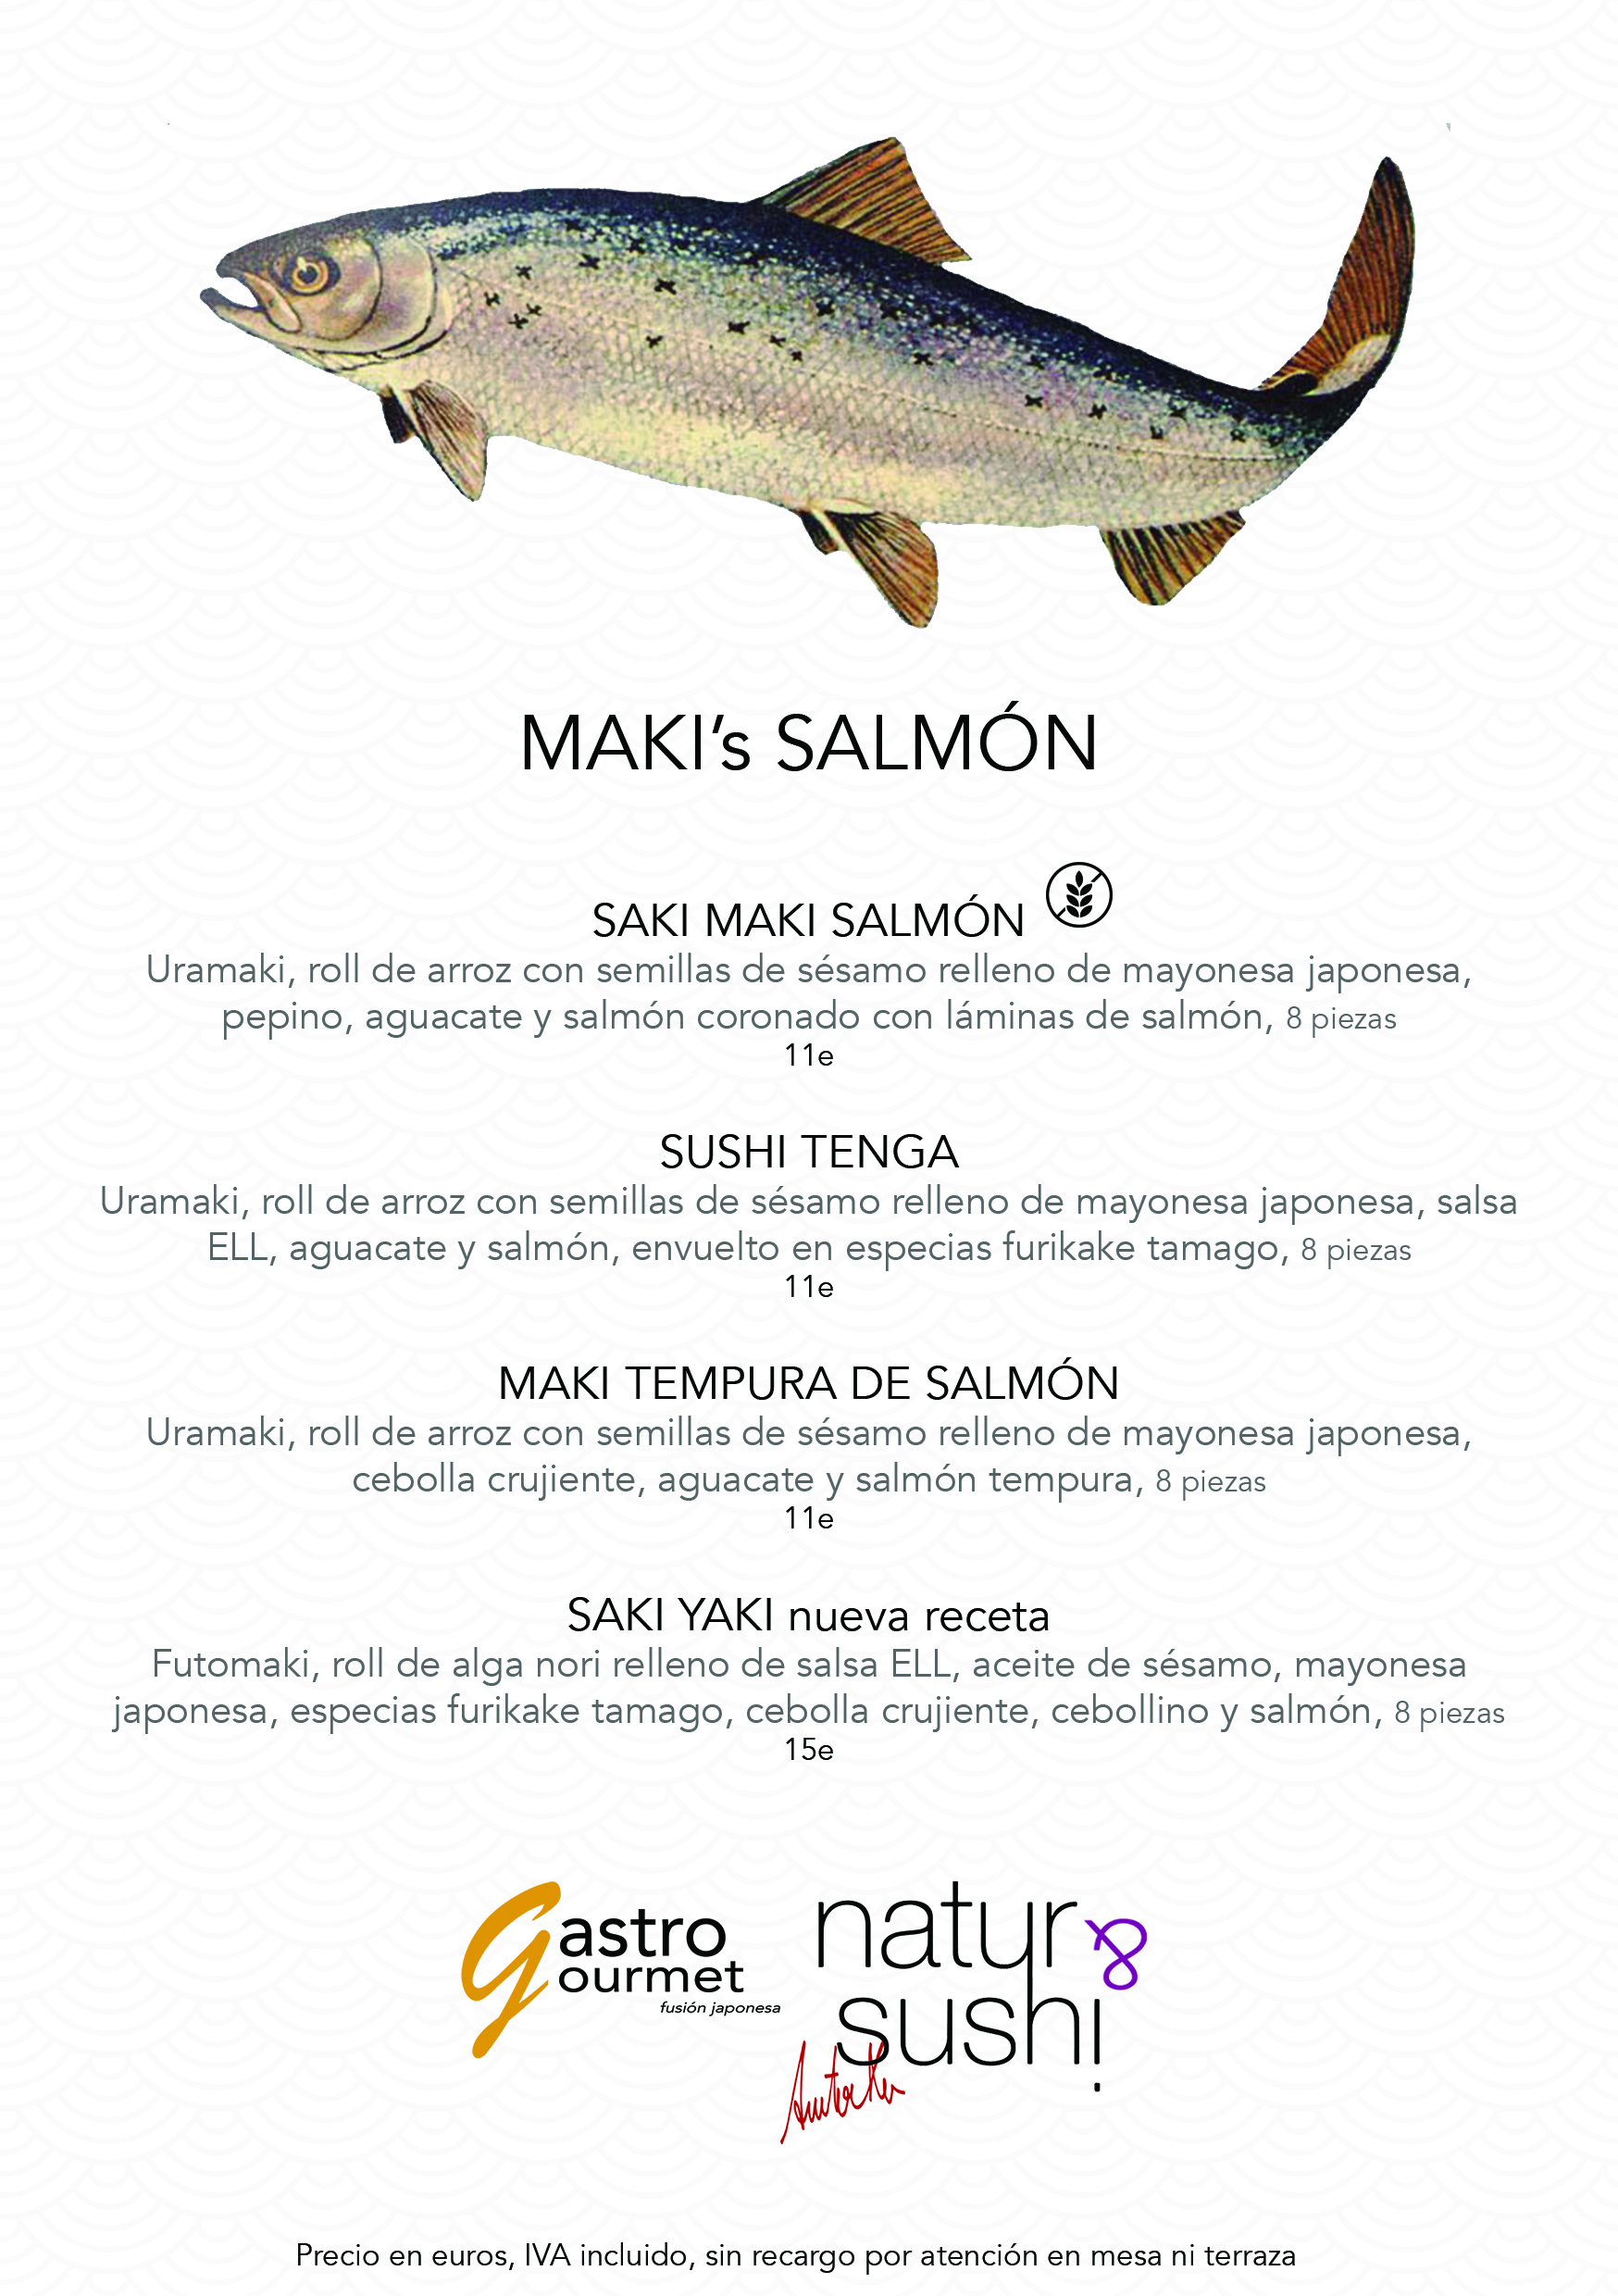 MAKI’s SALMÓN
SAKI MAKI SALMÓN
Uramaki, roll de arroz con semillas de sésamo relleno de mayonesa japonesa,
pepino, aguacate y salmón coronado con láminas de salmón, 8 piezas
11e
SUSHI TENGA
Uramaki, roll de arroz con semillas de sésamo relleno de mayonesa japonesa, salsa
ELL, aguacate y salmón, envuelto en especias furikake tamago, 8 piezas
11e
MAKI TEMPURA DE SALMÓN
Uramaki, roll de arroz con semillas de sésamo relleno de mayonesa japonesa,
cebolla crujiente, aguacate y salmón tempura, 8 piezas
11e
SAKI YAKI nueva receta
Futomaki, roll de alga nori relleno de salsa ELL, aceite de sésamo, mayonesa
japonesa, especias furikake tamago, cebolla crujiente, cebollino y salmón, 8 piezas
15e
gastro
ourmet
fusión japonesa
natur
sushi
Precio en euros, IVA incluido, sin recargo por atención en mesa ni terraza